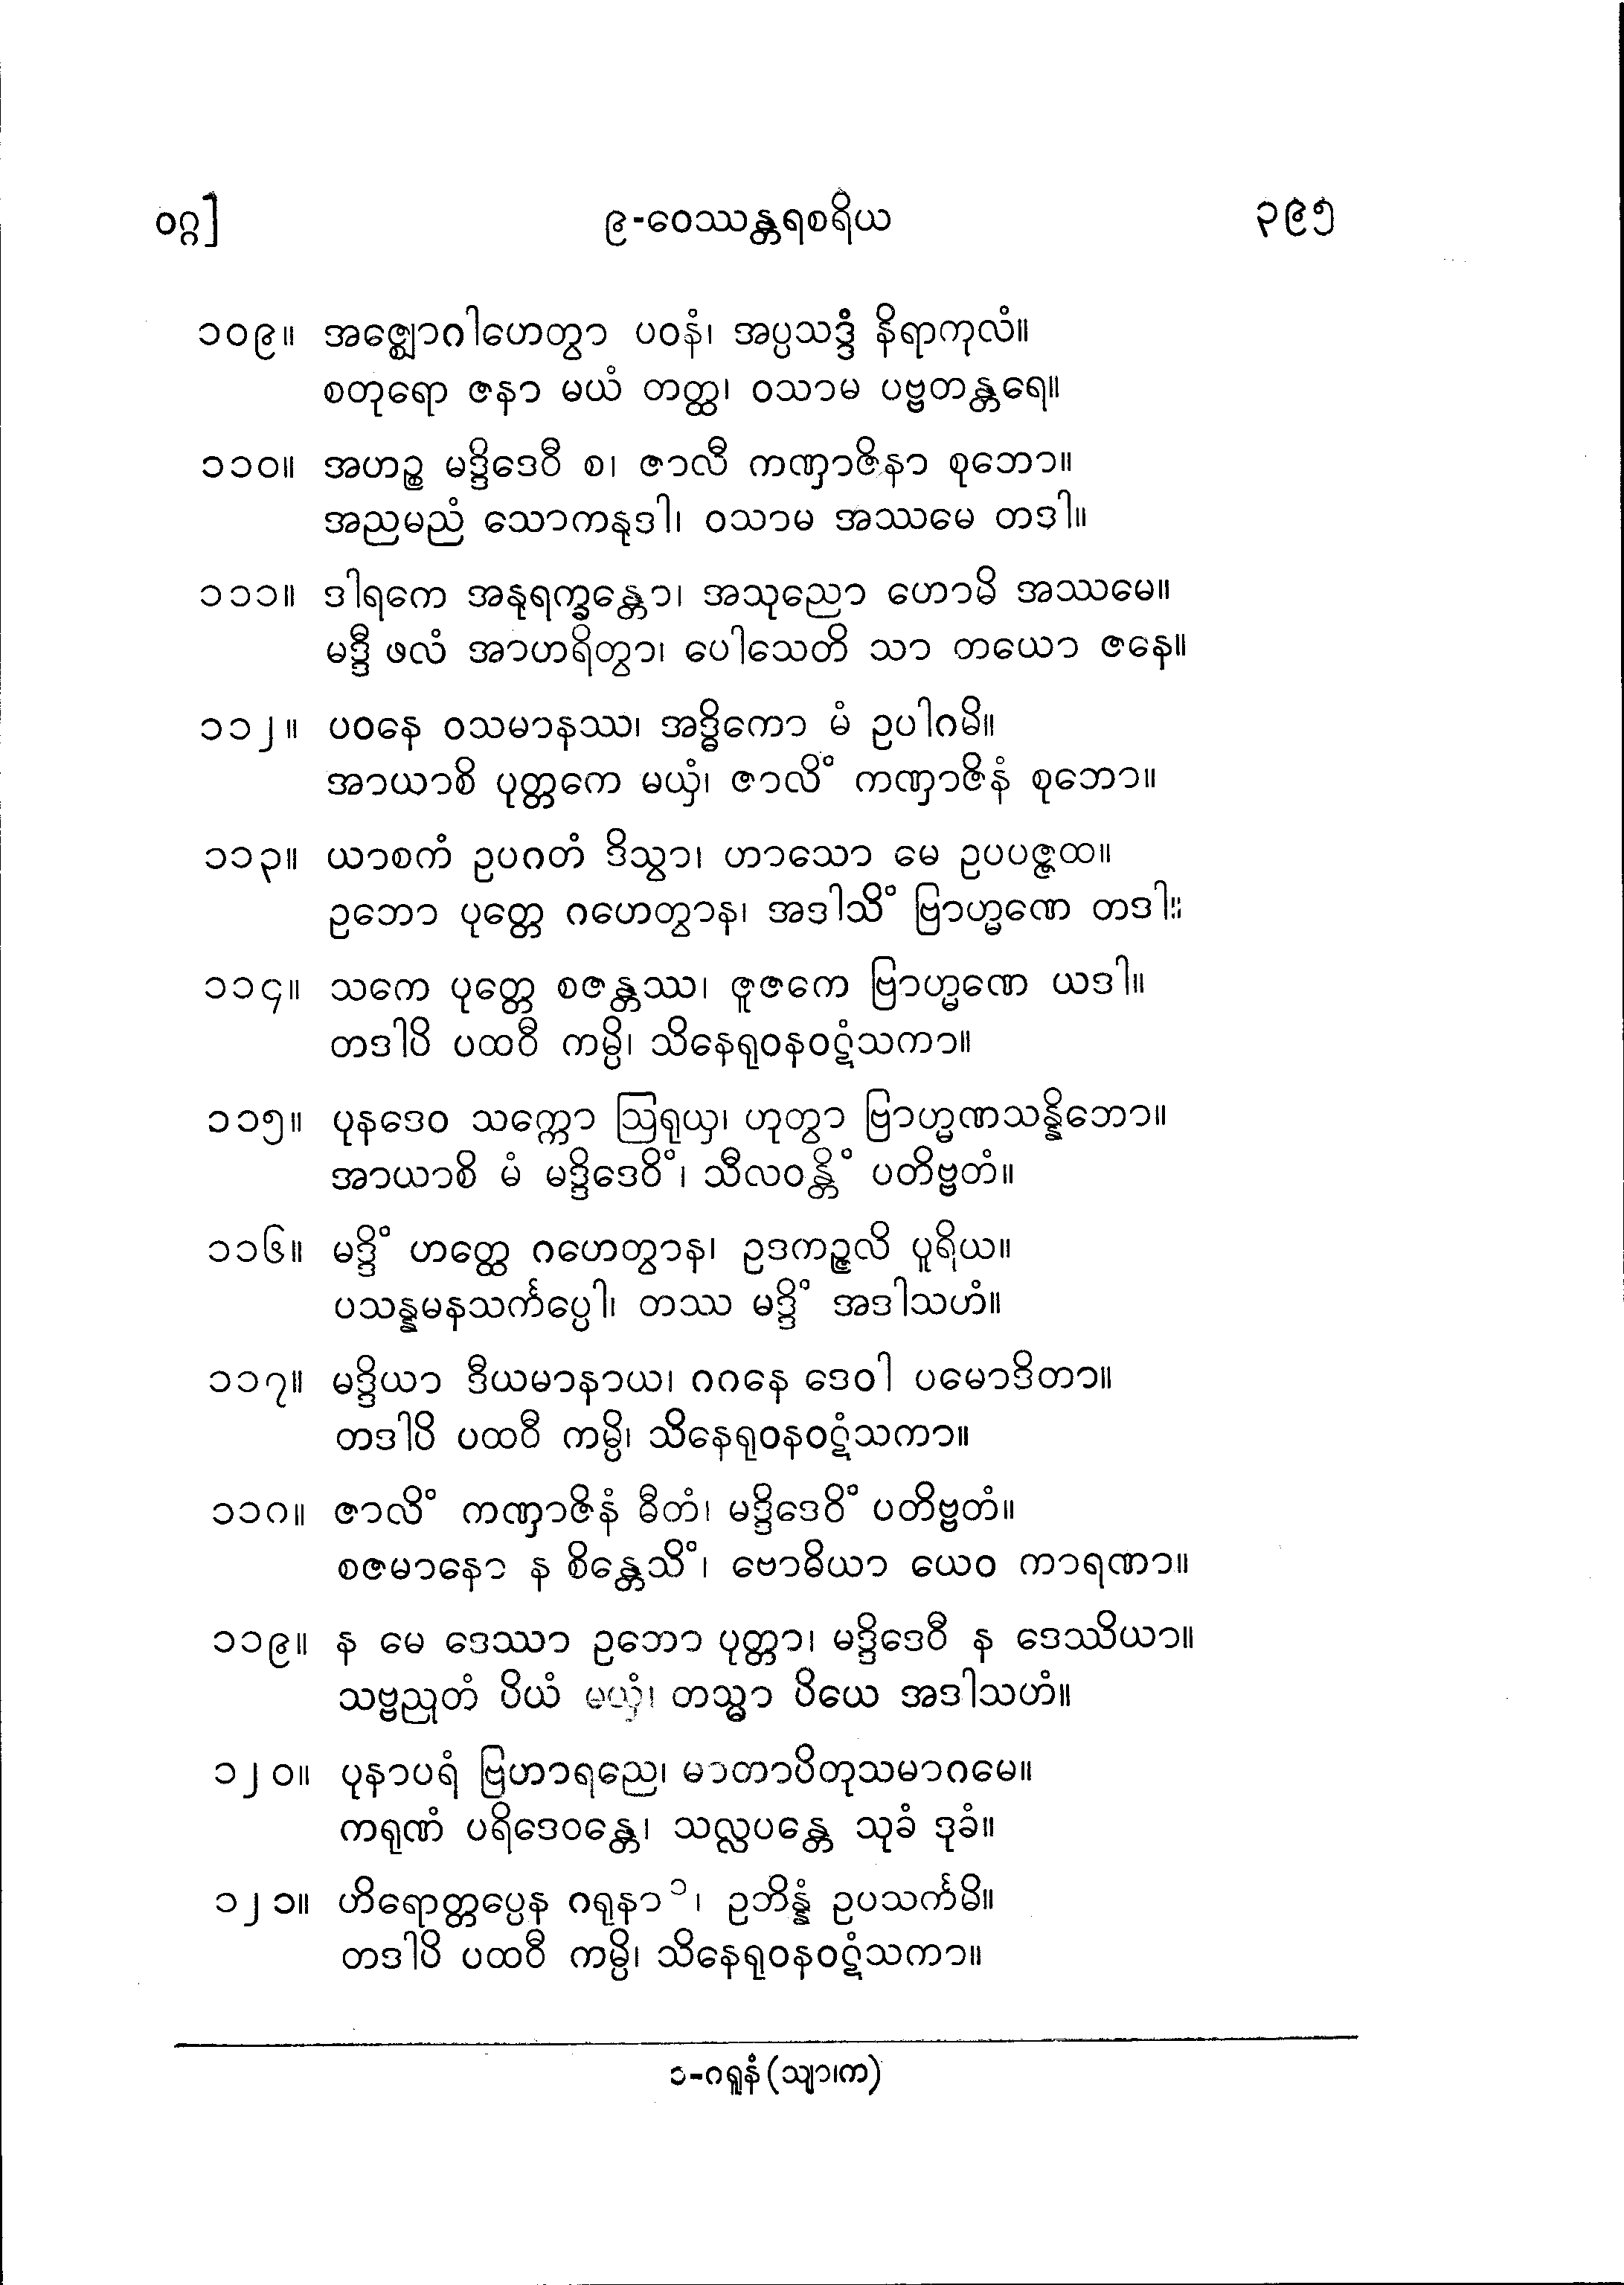 ဝဂ္ဂ]
၉-ဝေဿန္တရစရိယ
၃၉၅
၁၀၉။ အဇ္ဈောဂါဟေတွာ ပဝနံ၊ အပ္ပသဒ္ဒံ နိရာကုလံ။
စတုရော ဇနာ မယံ တတ္ထ၊ ဝသာမ ပဗ္ဗတန္တရေ။
၁၁၀။ အဟဉ္စ မဒ္ဒိဒေဝီ စ၊ ဇာလီ ကဏှာဇိနာ စုဘော။
အညမညံ သောကနုဒါ၊ ဝသာမ အဿမေ တဒါ။
၁၁၁။ ဒါရကေ အနုရက္ခန္တော၊ အသုညော ဟောမိ အဿမေ။
မဒ္ဒီ ဖလံ အာဟရိတွာ၊ ပေါသေတိ သာ တယော ဇနေ။
၁၁၂။ ပဝနေ ဝသမာနဿ၊ အဒ္ဓိကော မံ ဥပါဂမိ။
အာယာစိ ပုတ္တကေ မယှံ၊ ဇာလိံ ကဏှာဇိနံ စုဘော။
၁၁၃။ ယာစကံ ဥပဂတံ ဒိသွာ၊ ဟာသော မေ ဥပပဇ္ဇထ။
ဥဘော ပုတ္တေ ဂဟေတွာန၊ အဒါသိံ ဗြာဟ္မဏေ တဒါ။
၁၁၄။ သကေ ပုတ္တေ စဇန္တဿ၊ ဇူဇကေ ဗြာဟ္မဏေ ယဒါ။
တဒါပိ ပထဝီ ကမ္ပိ၊ သိနေရုဝနဝဋံသကာ။
၁၁၅။ ပုနဒေဝ သက္ကော ဩရုယှ၊ ဟုတွာ ဗြာဟ္မဏသန္နိဘော။
အာယာစိ မံ မဒ္ဒိဒေဝိံ၊ သီလဝန္တိံ ပတိဗ္ဗတံ။
၁၁၆။ မဒ္ဒိံ ဟတ္ထေ ဂဟေတွာန၊ ဥဒကဉ္ဇလိ ပူရိယ။
ပသန္နမနသင်္ကပ္ပေါ၊ တဿ မဒ္ဒိံ အဒါသဟံ။
၁၁၇။ မဒ္ဒိယာ ဒီယမာနာယ၊ ဂဂနေ ဒေဝါ ပမောဒိတာ။
တဒါပိ ပထဝီ ကမ္ပိ၊ သိနေရုဝနဝဋံသကာ။
၁၁၈။ ဇာလိံ ကဏှာဇိနံ ဓီတံ၊ မဒ္ဒိဒေဝိံ ပတိဗ္ဗတံ။
စဇမာနော န စိန္တေသိံ၊ ဗောဓိယာ ယေဝ ကာရဏာ။
၁၁၉။ န မေ ဒေဿာ ဥဘော ပုတ္တာ၊ မဒ္ဒိဒေဝီ န ဒေဿိယာ။
သဗ္ဗညုတံ ပိယံ မယှံ၊ တသ္မာ ပိယေ အဒါသဟံ။
၁၂၀။ ပုနာပရံ ဗြဟာရညေ၊ မာတာပိတုသမာဂမေ။
ကရုဏံ ပရိဒေဝန္တေ၊ သလ္လပန္တေ သုခံ ဒုခံ။
၁၂၁။ ဟိရောတ္တပ္ပေန ဂရုနာ ၁၊ ဥဘိန္နံ ဥပသင်္ကမိ။
တဒါပိ ပထဝီ ကမ္ပိ၊ သိနေရုဝနဝဋံသကာ။
၁-ဂရူနံ (သျာ၊က)